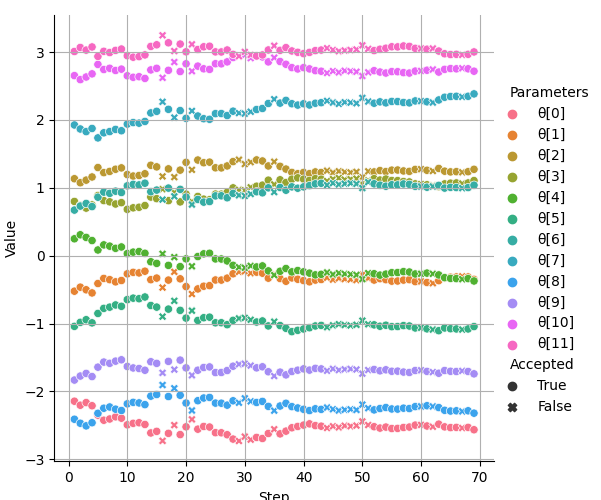 3
2
1
0
−1
−2
−3
Value
0
10
20
30
40
50
60
70
Step
Parameters
θ[0]
θ[1]
θ[2]
θ[3]
θ[4]
θ[5]
θ[6]
θ[7]
θ[8]
θ[9]
θ[10]
θ[11]
Accepted
True
False